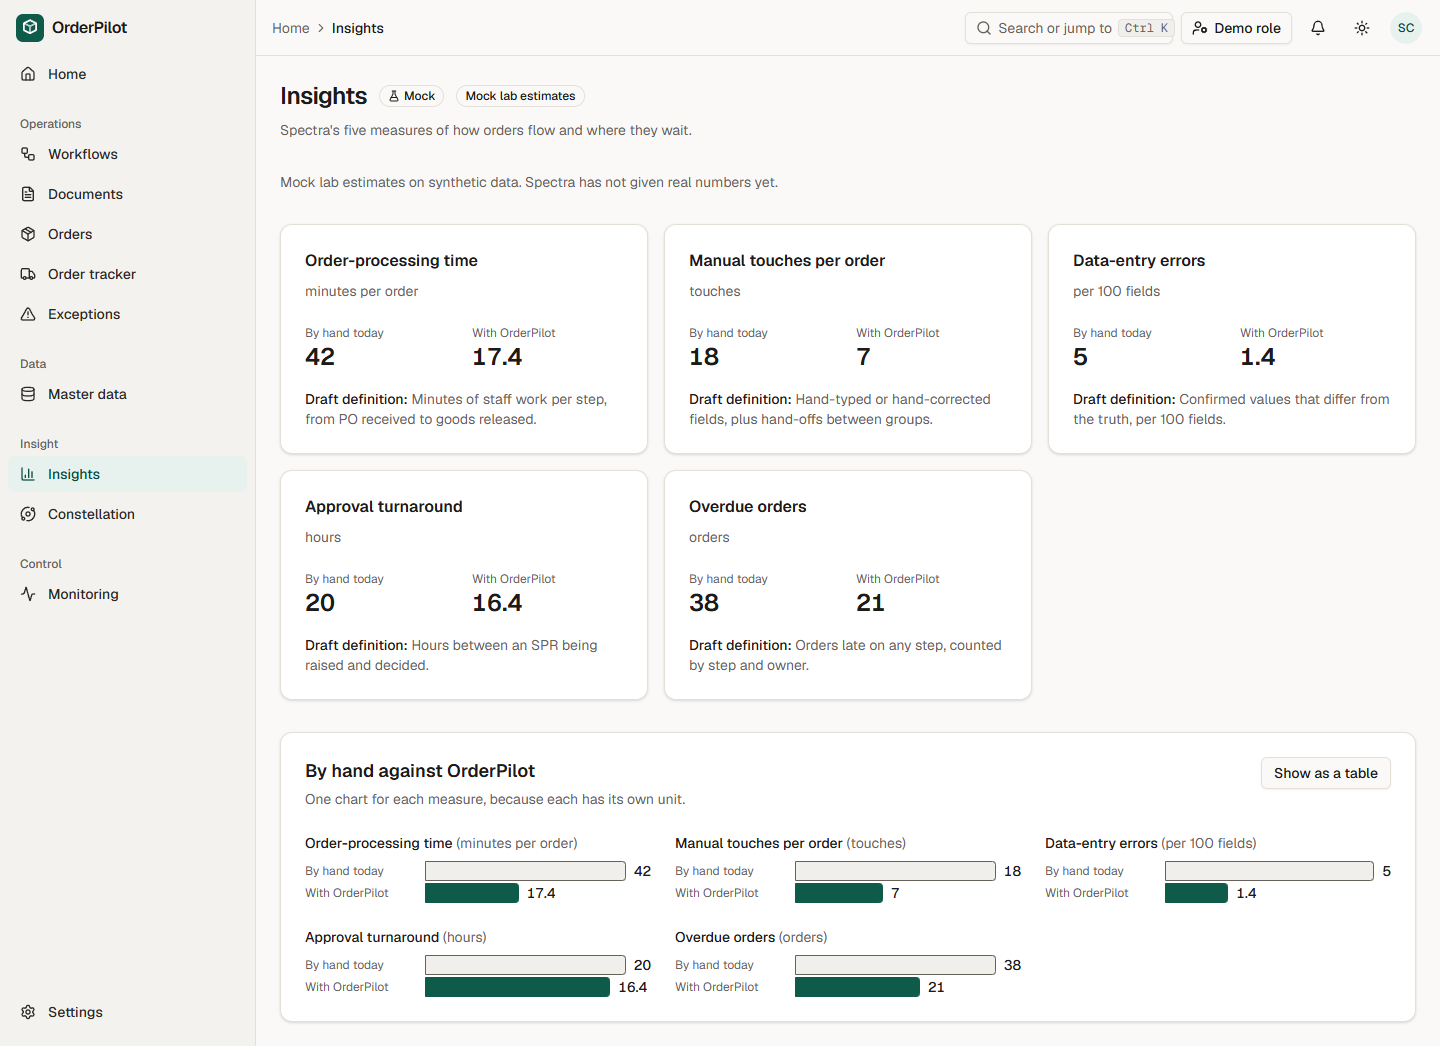 OrderPilot
Home
Operations
Workflows
Documents
Orders
Order tracker
Exceptions
Data
Master data
Insight
Insights
Constellation
Control
Monitoring
Settings
Home > Insights
Search or jump to Ctrl K
Demo role
SC
Insights Mock Mock lab estimates
Spectra's five measures of how orders flow and where they wait.
Mock lab estimates on synthetic data. Spectra has not given real numbers yet.
Order-processing time
minutes per order
By hand today With OrderPilot
42 17.4
Draft definition: Minutes of staff work per step,
from PO received to goods released.
Manual touches per order
touches
By hand today With OrderPilot
18 7
Draft definition: Hand-typed or hand-corrected
fields, plus hand-offs between groups.
Data-entry errors
per 100 fields
By hand today With OrderPilot
5 1.4
Draft definition: Confirmed values that differ from
the truth, per 100 fields.
Approval turnaround
hours
By hand today With OrderPilot
20 16.4
Draft definition: Hours between an SPR being
raised and decided.
Overdue orders
orders
By hand today With OrderPilot
38 21
Draft definition: Orders late on any step, counted
by step and owner.
By hand against OrderPilot
Show as a table
One chart for each measure, because each has its own unit.
Order-processing time (minutes per order)
By hand today 42
With OrderPilot 17.4
Manual touches per order (touches)
By hand today 18
With OrderPilot 7
Data-entry errors (per 100 fields)
By hand today 5
With OrderPilot 1.4
Approval turnaround (hours)
By hand today 20
With OrderPilot 16.4
Overdue orders (orders)
By hand today 38
With OrderPilot 21